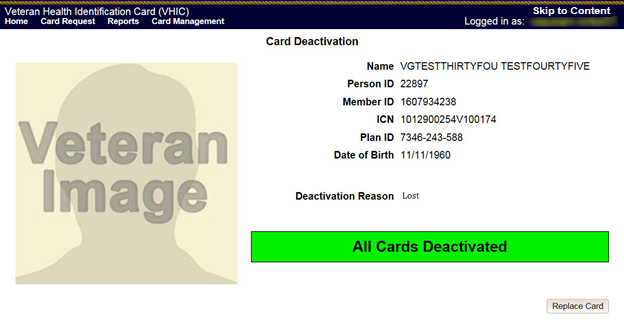 Veteran Health Identification Card (VHIC)
Skip to Content
Home Card Request Reports Card Management
Logged in as:
Card Deactivation
Veteran
Image
Name VGTESTTHIRTYFOU TESTFOURTYFIVE
Person ID 22897
Member ID 1607934238
ICN 1012900254V100174
Plan ID 7346-243-588
Date of Birth 11/11/1960
Deactivation Reason Lost
All Cards Deactivated
Replace Card